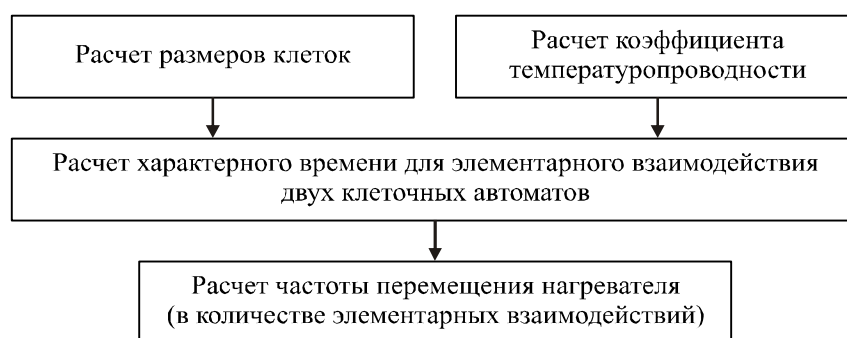 Расчет размеров клеток
Расчет коэффициента
температуропроводности
Расчет характерного времени для элементарного взаимодействия
двух клеточных автоматов
Расчет частоты перемещения нагревателя
(в количестве элементарных взаимодействий)